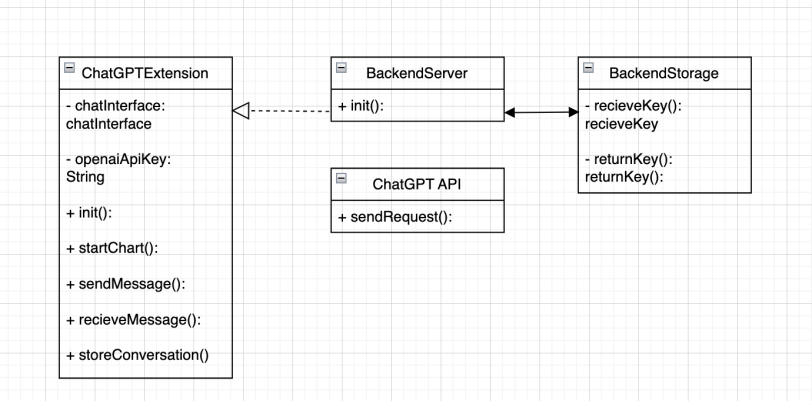 ChatGPTExtension
- chatInterface:
chatInterface
- openaiApiKey:
String
+ init():
+ startChart():
+ sendMessage():
+ recieveMessage():
+ storeConversation()
BackendServer
+ init():
ChatGPT API
+ sendRequest():
BackendStorage
- recieveKey():
recieveKey
- returnKey():
returnKey():